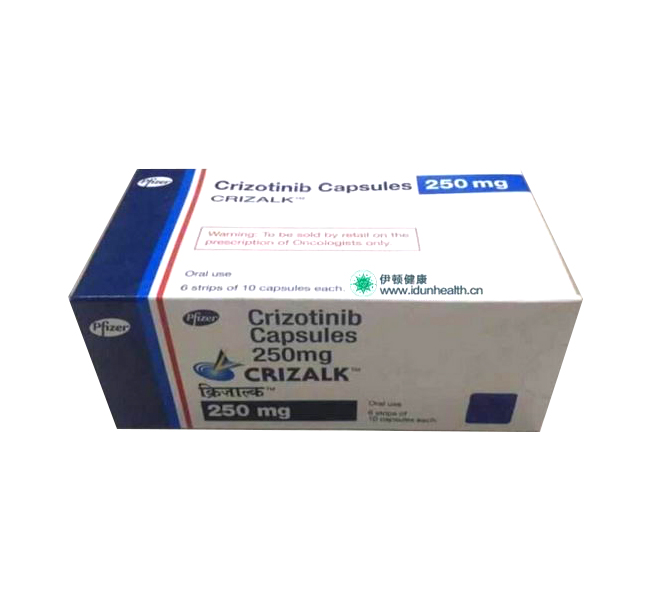 Pfizer
Crizotinib Capsules 250 mg
CRIZALK™
Warning: To be sold by retail on the
prescription of Oncologists only.
Oral use
6 strips of 10 capsules each.
伊顿健康
www.idunhealth.cn
Pfizer
Pfizer
Crizotinib
Capsules
250mg
CRIZALK™
क्रिज़ाल्क™
250 mg
Oral use
6 strips of
10 capsules each.